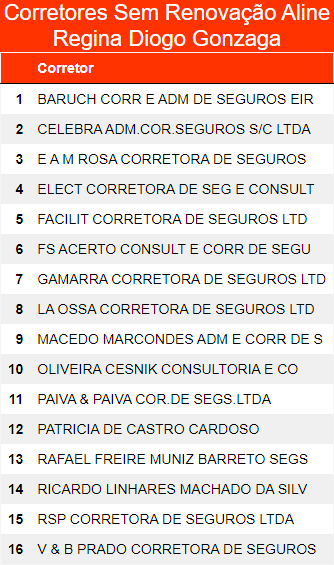 Corretores Sem Renovação Aline
Regina Diogo Gonzaga
Corretor
1 BARUCH CORR E ADM DE SEGUROS EIR
2 CELEBRA ADM.COR.SEGUROS S/C LTDA
3 E A M ROSA CORRETORA DE SEGUROS
4 ELECT CORRETORA DE SEG E CONSULT
5 FACILIT CORRETORA DE SEGUROS LTD
6 FS ACERTO CONSULT E CORR DE SEGU
7 GAMARRA CORRETORA DE SEGUROS LTD
8 LA OSSA CORRETORA DE SEGUROS LTD
9 MACEDO MARCONDES ADM E CORR DE S
10 OLIVEIRA CESNIK CONSULTORIA E CO
11 PAIVA & PAIVA COR.DE SEGS.LTDA
12 PATRICIA DE CASTRO CARDOSO
13 RAFAEL FREIRE MUNIZ BARRETO SEGS
14 RICARDO LINHARES MACHADO DA SILV
15 RSP CORRETORA DE SEGUROS LTDA
16 V & B PRADO CORRETORA DE SEGUROS